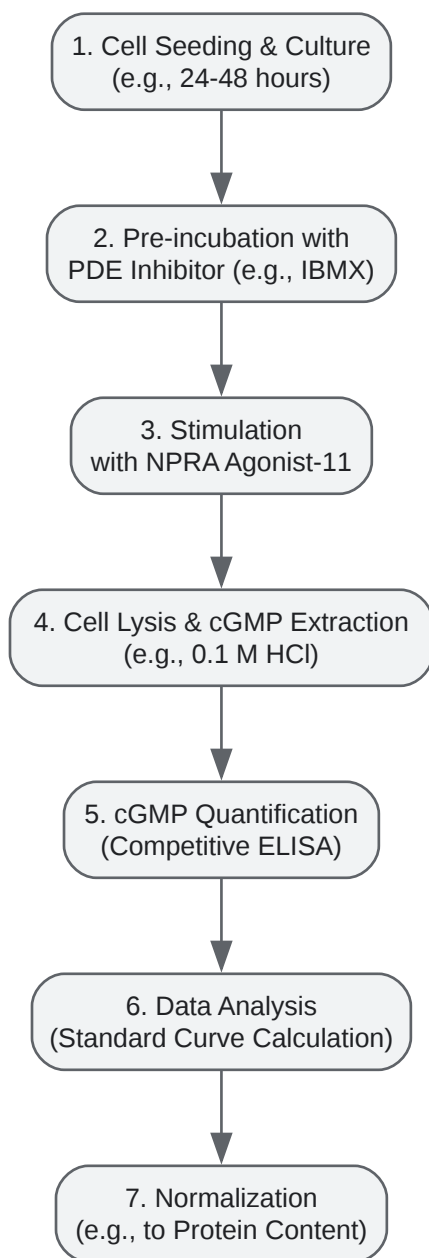 1. Cell Seeding & Culture
(e.g., 24-48 hours)
2. Pre-incubation with
PDE Inhibitor (e.g., IBMX)
3. Stimulation
with NPRA Agonist-11
4. Cell Lysis & cGMP Extraction
(e.g., 0.1 M HCl)
5. cGMP Quantification
(Competitive ELISA)
6. Data Analysis
(Standard Curve Calculation)
7. Normalization
(e.g., to Protein Content)